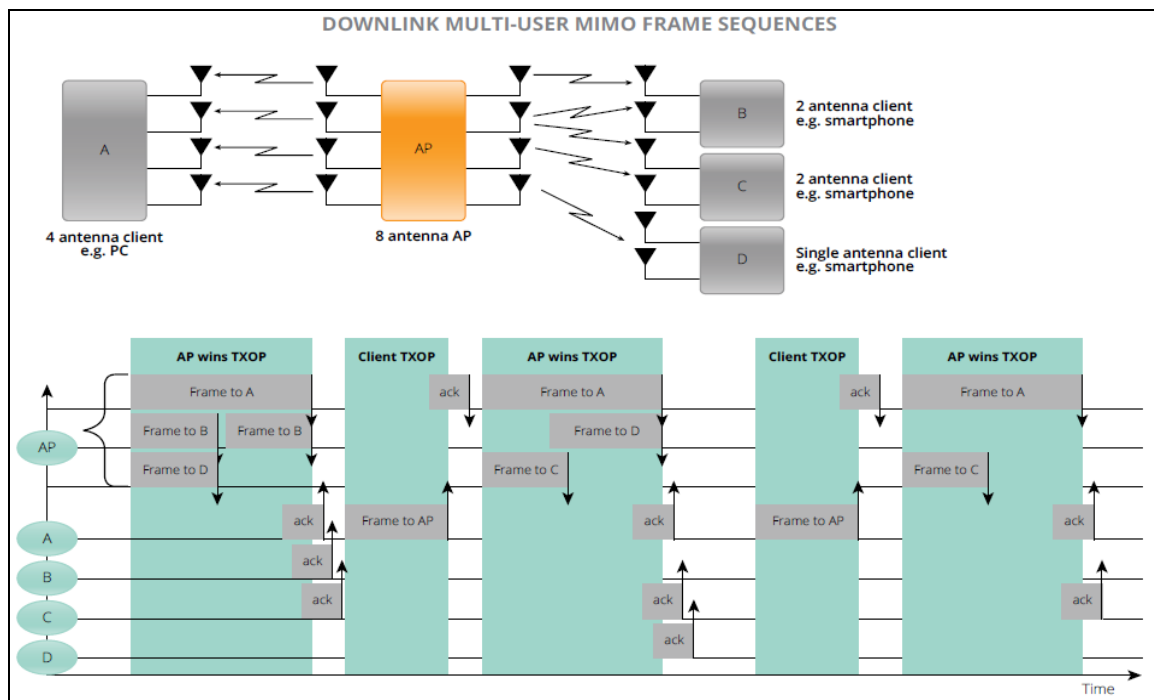 DOWNLINK MULTI-USER MIMO FRAME SEQUENCES
A
AP
B
C
D
2 antenna client
e.g. smartphone
2 antenna client
e.g. smartphone
Single antenna client
e.g. smartphone
4 antenna client
e.g. PC
8 antenna AP
AP wins TXOP
Client TXOP
AP wins TXOP
Client TXOP
AP wins TXOP
Frame to A
ack
Frame to A
ack
Frame to A
Frame to B
Frame to B
Frame to D
AP
Frame to D
Frame to C
Frame to C
ack
Frame to AP
ack
Frame to AP
ack
A
ack
B
ack
ack
ack
C
ack
D
Time